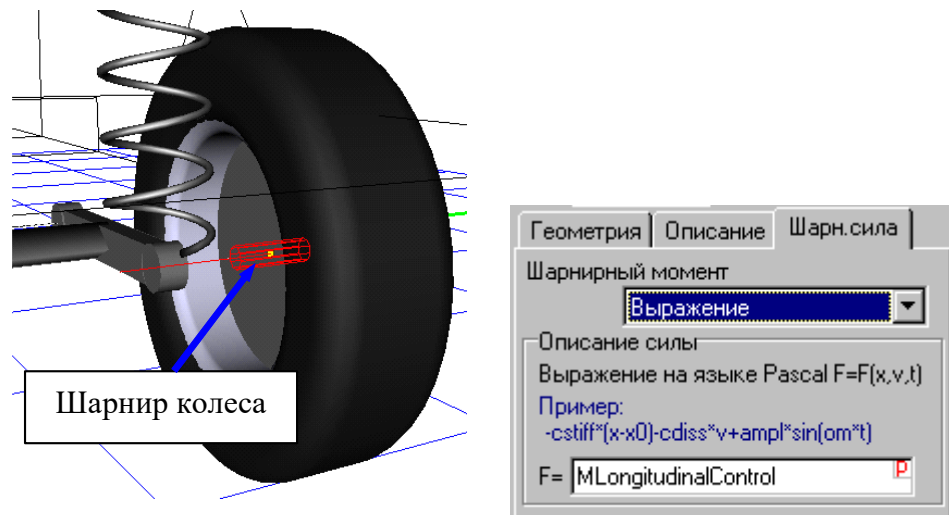 Шарнир колеса
Геометрия Описание Шарн.сила
Шарнирный момент
Выражение
Описание силы
Выражение на языке Pascal F=F(x,v,t)
Пример:
-cstiff*(x-x0)-cdiss*v+ampl*sin(om*t)
F= MLongitudinalControl P